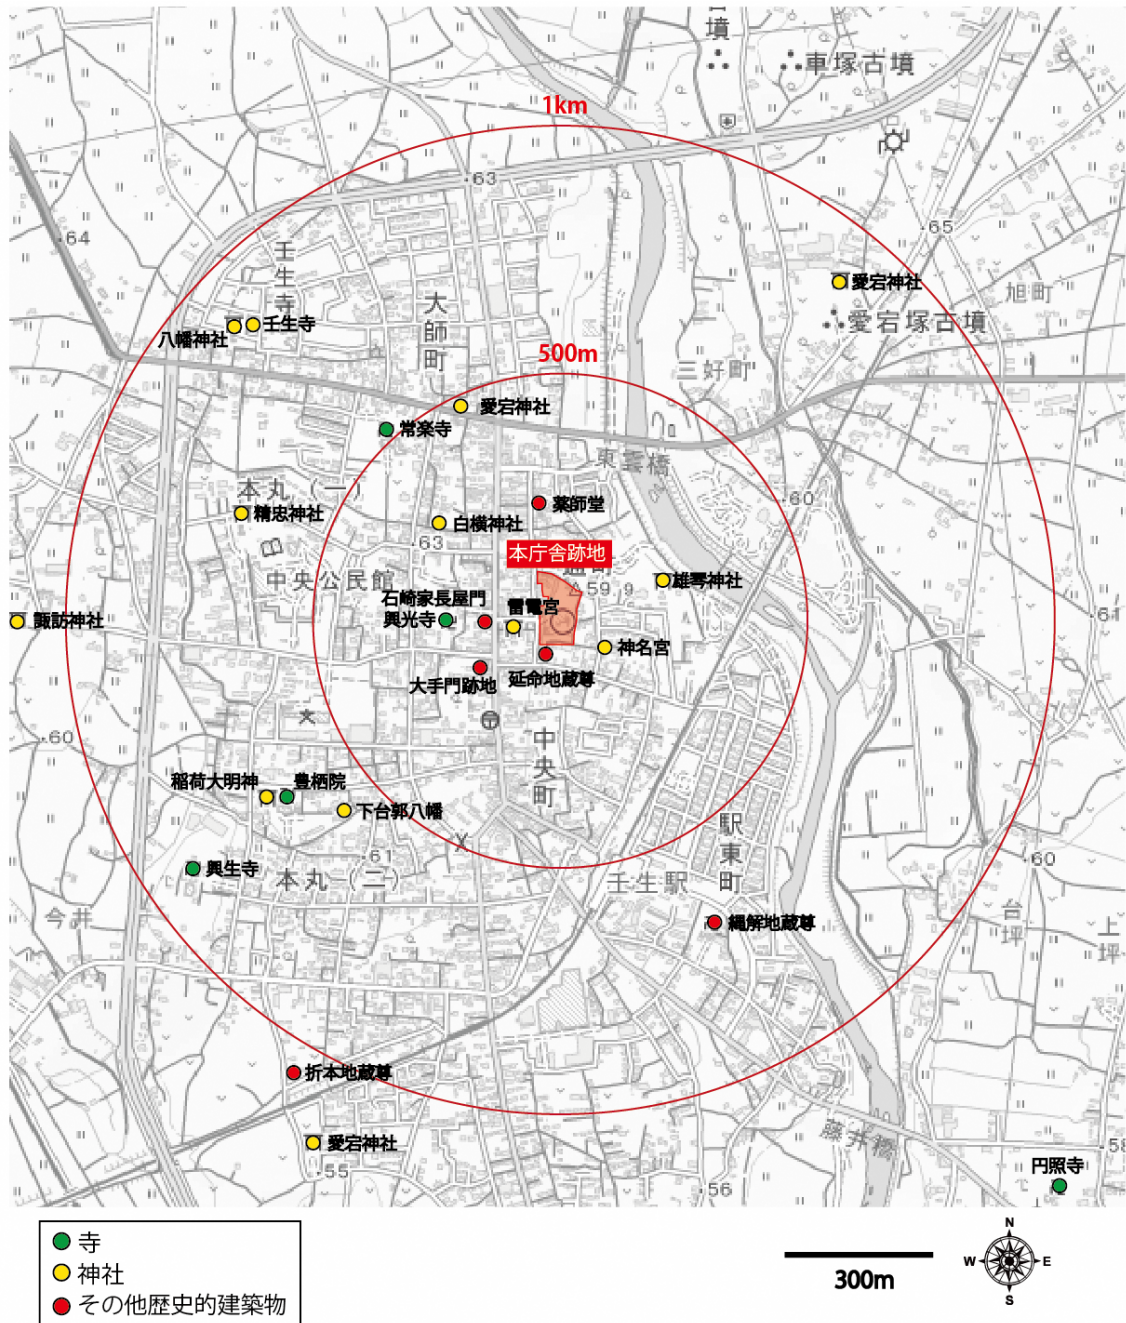 古
墳
車塚古墳
1km
63
64
65
壬生寺
大師町
愛宕神社
旭町
壬生寺
八幡神社
愛宕塚古墳
500m
三好町
愛宕神社
常楽寺
東雲橋
本丸(一)
60
薬師堂
精忠神社
白横神社
63
本庁舎跡地
通町
中央公民館
59.9
雄琴神社
石崎家長屋門
雷電宮
61
諏訪神社
興光寺
神名宮
大手門跡地
延命地蔵尊
60
中央町
稲荷大明神
豊栖院
下台郭八幡
駅東町
61
60
興生寺
本丸(二)
壬生駅
今井
台坪
上坪
縄解地蔵尊
折本地蔵尊
藤井橋
愛宕神社
58
55
円照寺
56
寺
神社
その他歴史的建築物
300m
N
W
E
S